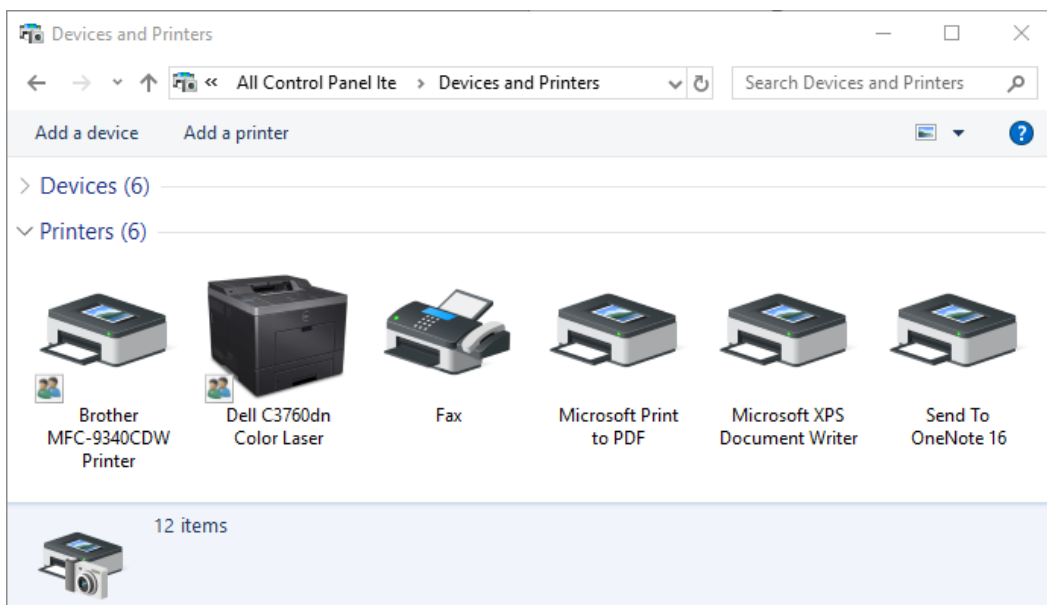 Devices and Printers
« All Control Panel Ite > Devices and Printers
Search Devices and Printers
Add a device Add a printer
?
Devices (6)
Printers (6)
Brother
MFC-9340CDW
Printer
Dell C3760dn
Color Laser
Fax
Microsoft Print
to PDF
Microsoft XPS
Document Writer
Send To
OneNote 16
12 items